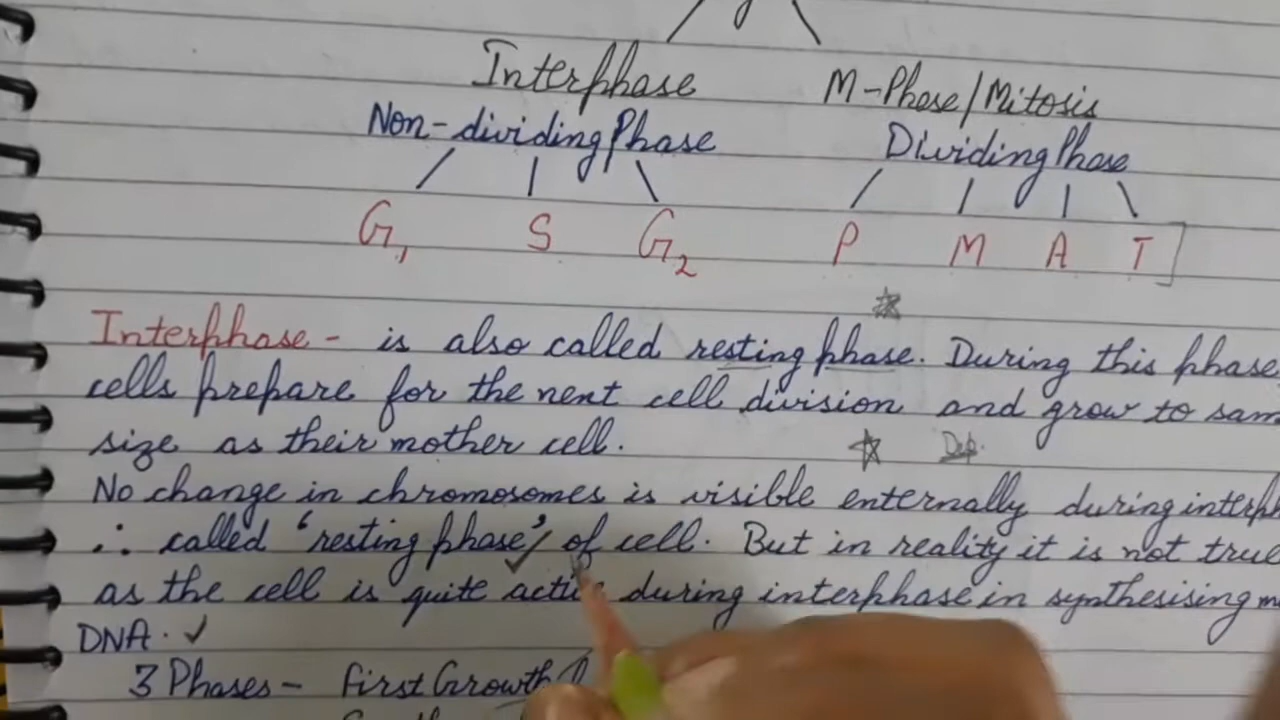 Interphase M-Phase/Mitosis
Non-dividing Phase Dividing Phase
G1 S G2 P M A T
Interphase - is also called resting phase. During this phase
cells prepare for the next cell division and grow to sam
size as their mother cell.
No change in chromosomes is visible enternally during interph
∴ called 'resting phase' of cell. But in reality it is not true
as the cell is quite active during interphase in synthesising m
DNA.
3 Phases - First Growth